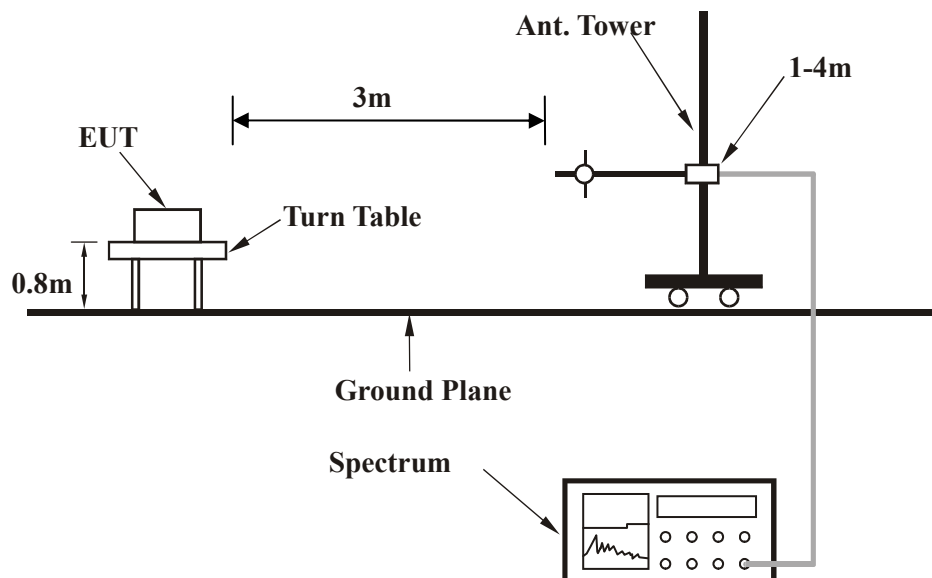 Ant. Tower
1-4m
3m
EUT
Turn Table
0.8m
Ground Plane
Spectrum